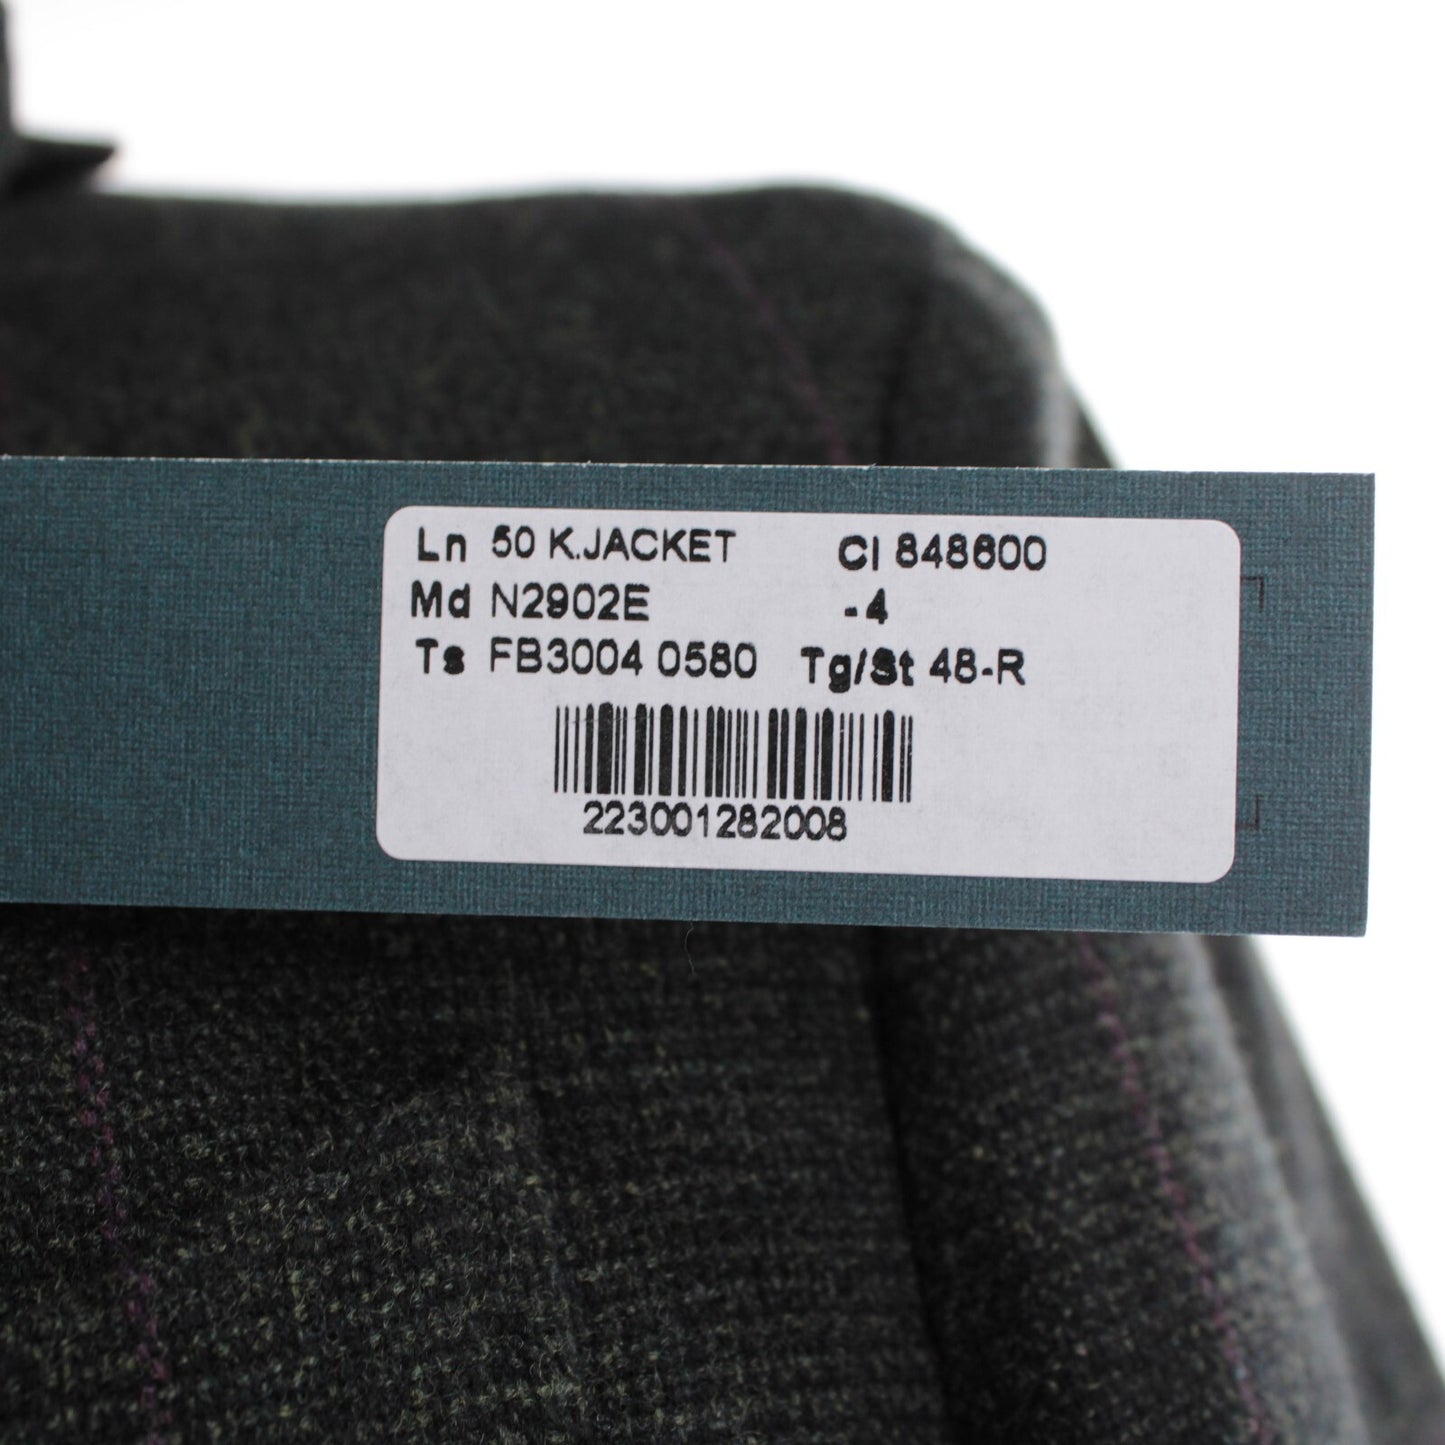 Ln 50 K.JACKET Cl 848600
Md N2902E -4
Ts FB3004 0580 Tg/St 48-R
223001282008